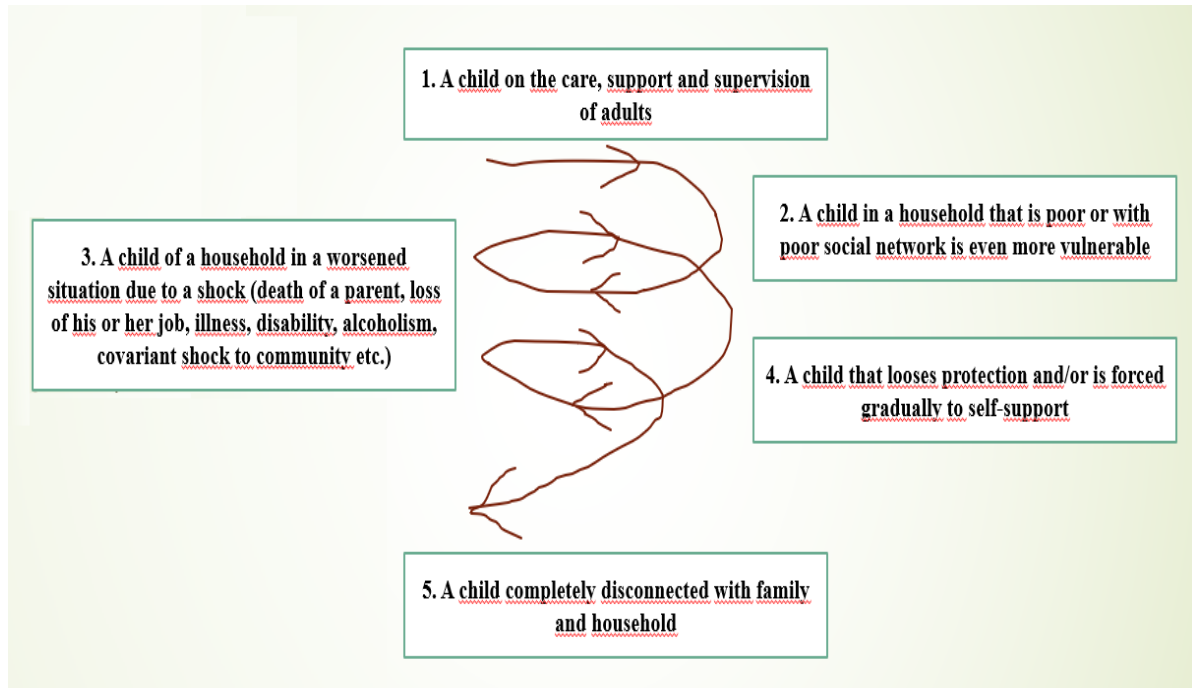 1. A child on the care, support and supervision
of adults
2. A child in a household that is poor or with
poor social network is even more vulnerable
3. A child of a household in a worsened
situation due to a shock (death of a parent, loss
of his or her job, illness, disability, alcoholism,
covariant shock to community etc.)
4. A child that looses protection and/or is forced
gradually to self-support
5. A child completely disconnected with family
and household